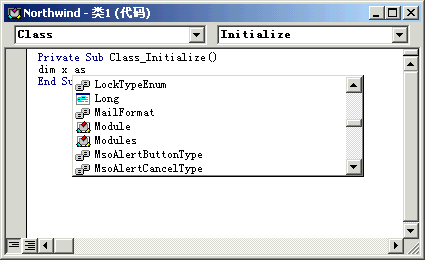 Northwind - 类1 (代码)
Class Initialize
Private Sub Class_Initialize()
dim x as
End Su
LockTypeEnum
Long
MailFormat
Module
Modules
MsoAlertButtonType
MsoAlertCancelType